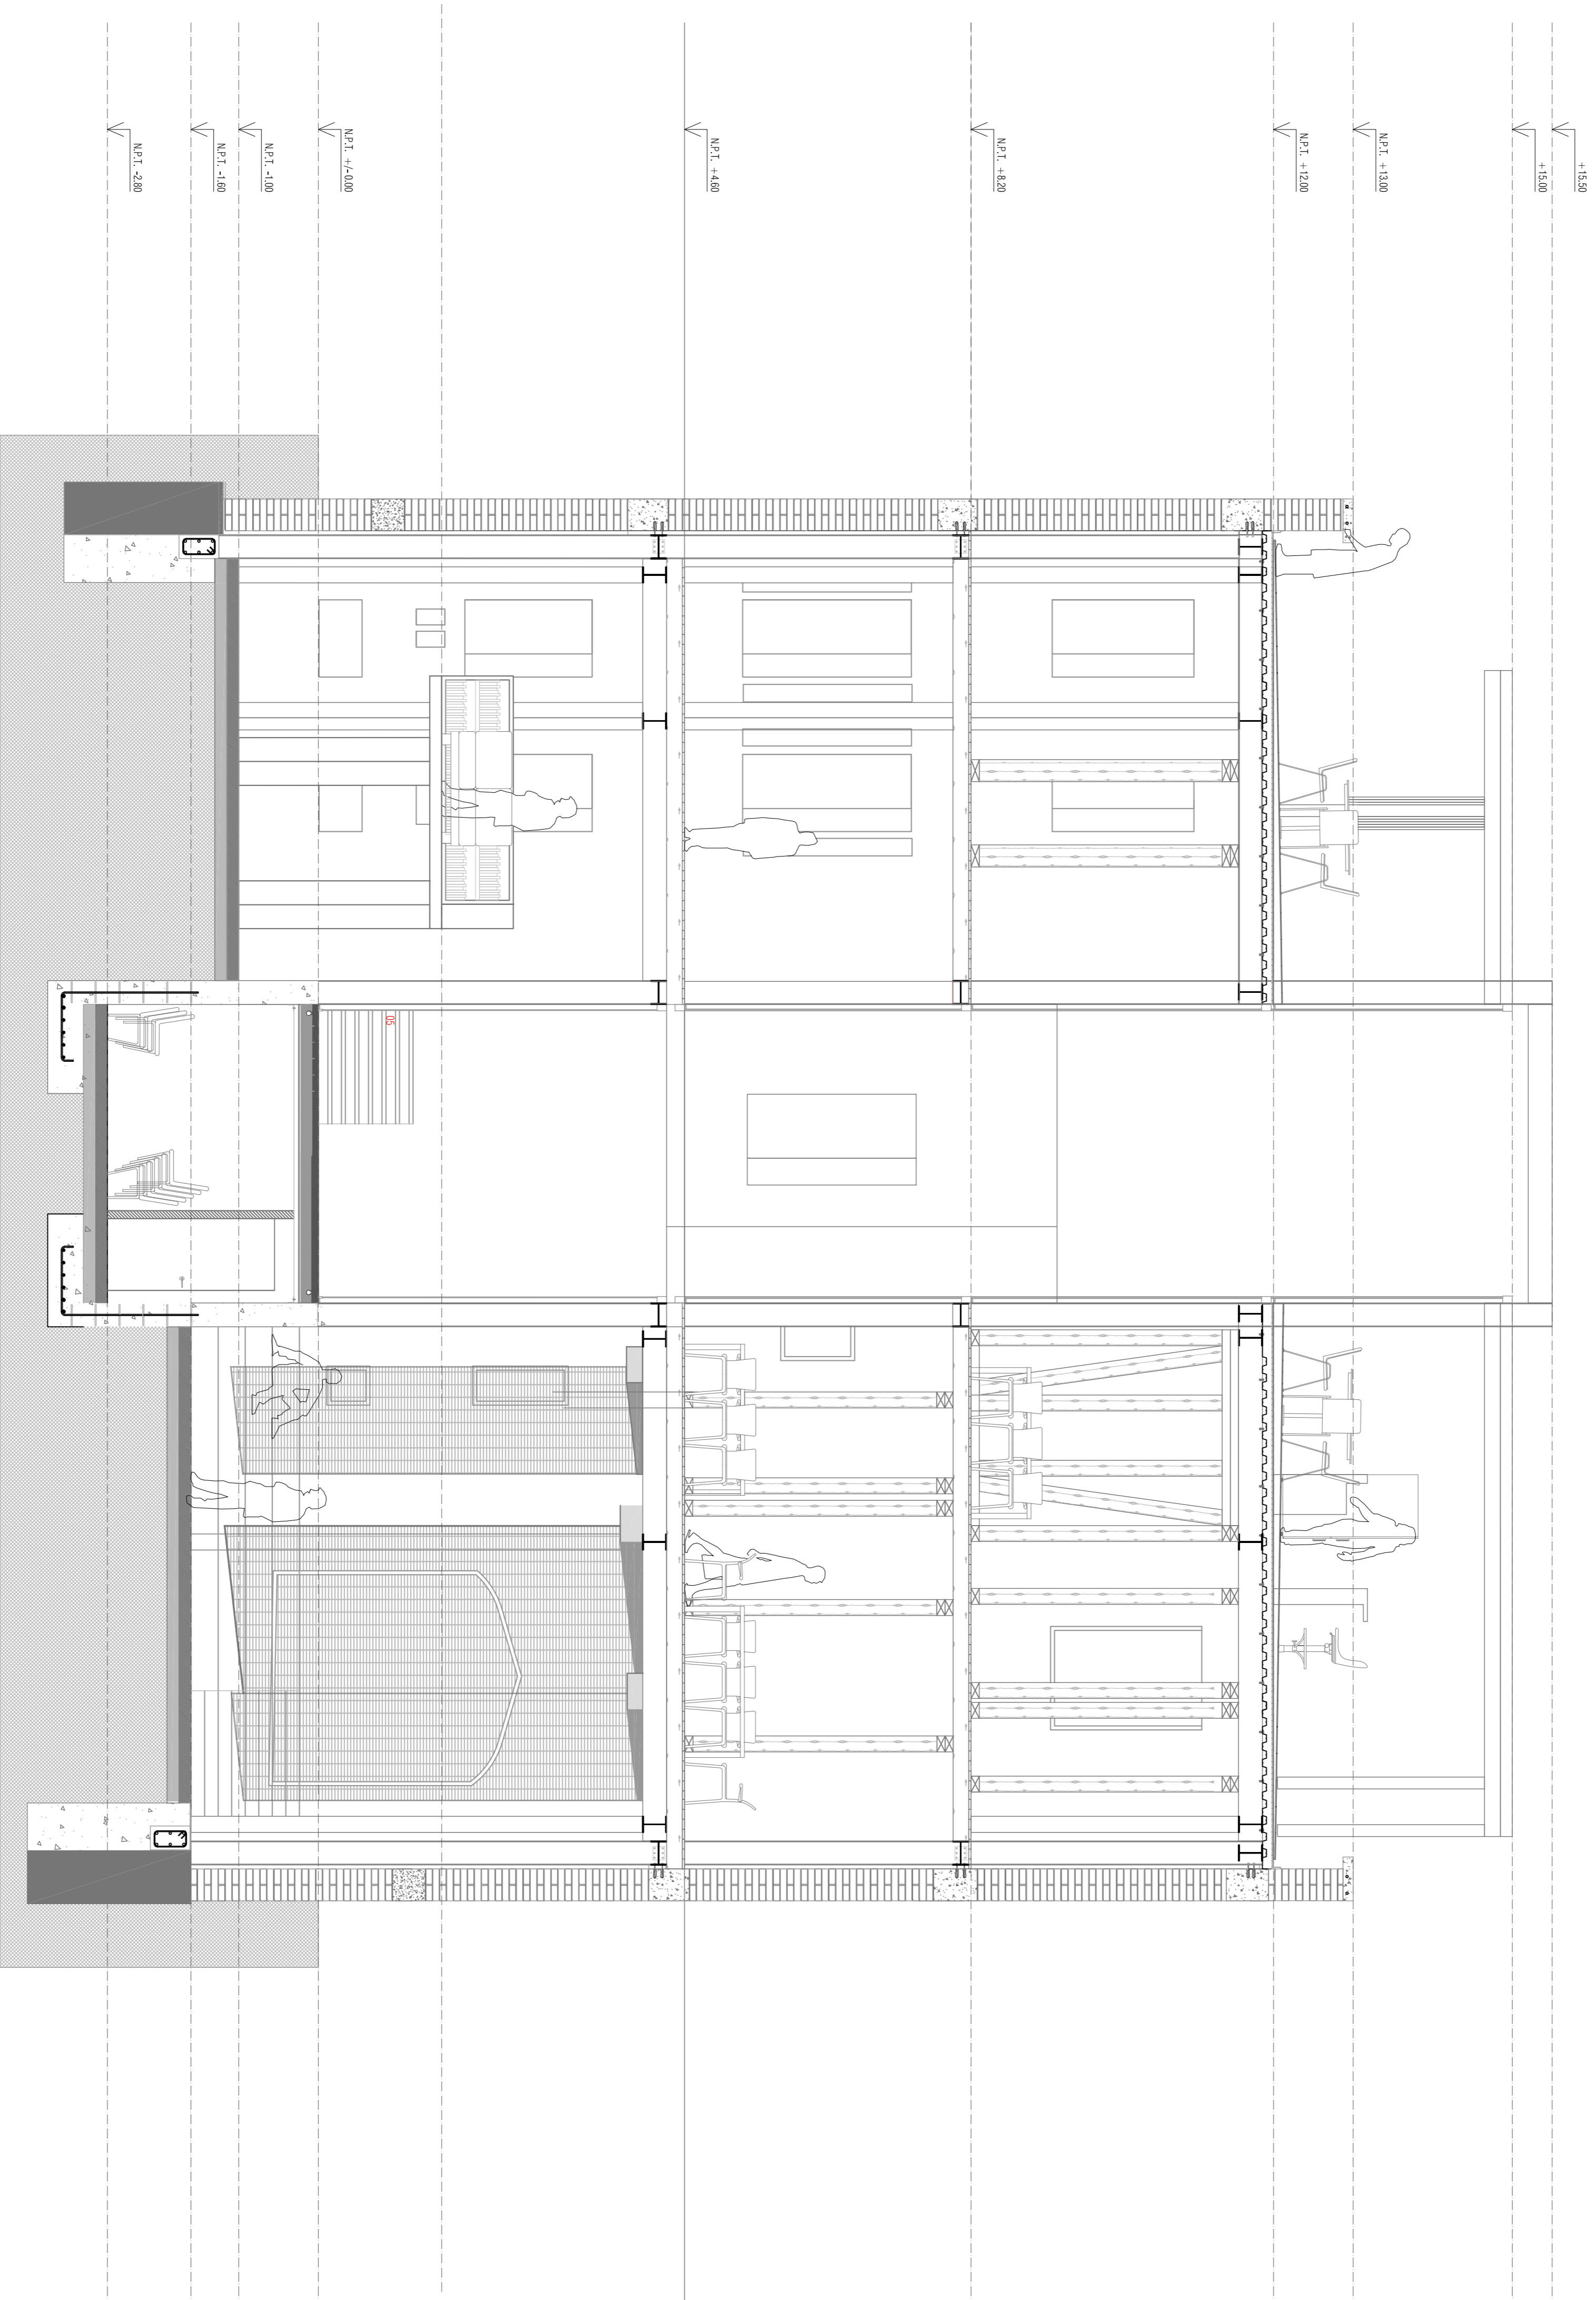 +15.50
+15.00
N.P.T. +13.00
N.P.T. +12.00
N.P.T. +8.20
N.P.T. +4.60
N.P.T. +/-0.00
N.P.T. -1.00
N.P.T. -1.60
N.P.T. -2.80
05